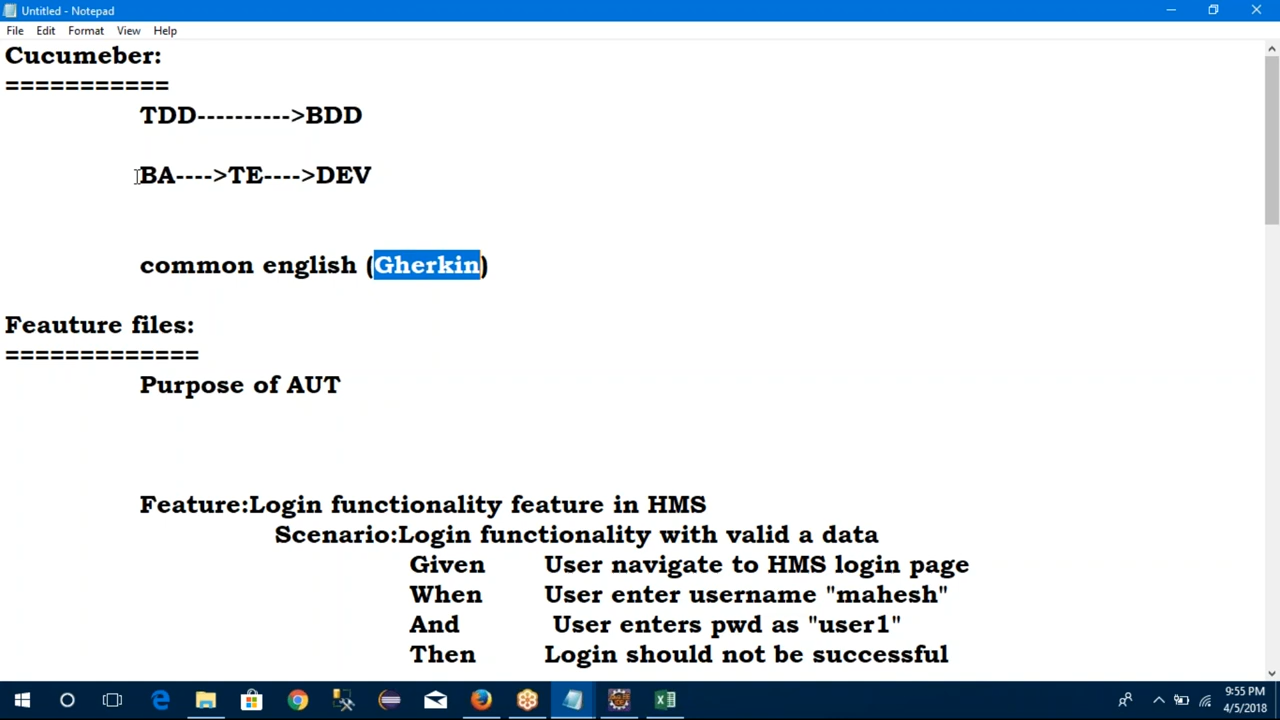 Untitled - Notepad
File Edit Format View Help
Cucumeber:
===========
TDD---------->BDD
BA---->TE---->DEV
common english (Gherkin)
Feauture files:
=============
Purpose of AUT
Feature:Login functionality feature in HMS
Scenario:Login functionality with valid a data
Given User navigate to HMS login page
When User enter username "mahesh"
And User enters pwd as "user1"
Then Login should not be successful
9:55 PM
4/5/2018